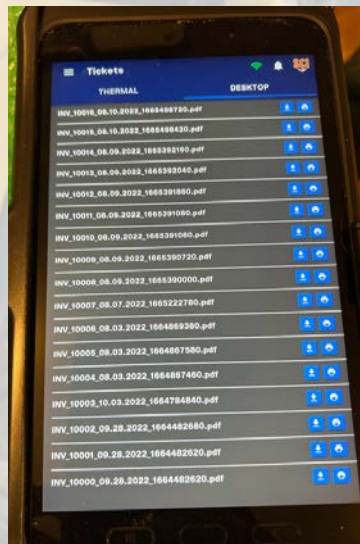 Tickets
SCI
THERMAL
DESKTOP
INV_10016_08.10.2022_1665498720.pdf
INV_10015_08.10.2022_1665498420.pdf
INV_10014_08.09.2022_1665392160.pdf
INV_10013_08.09.2022_1665392040.pdf
INV_10012_08.09.2022_1665391860.pdf
INV_10011_08.09.2022_1665391080.pdf
INV_10010_08.09.2022_1665391080.pdf
INV_10009_08.09.2022_1665390720.pdf
INV_10008_08.09.2022_1665390000.pdf
INV_10007_08.07.2022_1665222780.pdf
INV_10006_08.03.2022_1664869380.pdf
INV_10005_08.03.2022_1664867580.pdf
INV_10004_08.03.2022_1664867460.pdf
INV_10003_10.03.2022_1664784840.pdf
INV_10002_09.28.2022_1664482680.pdf
INV_10001_09.28.2022_1664482620.pdf
INV_10000_09.28.2022_1664482620.pdf